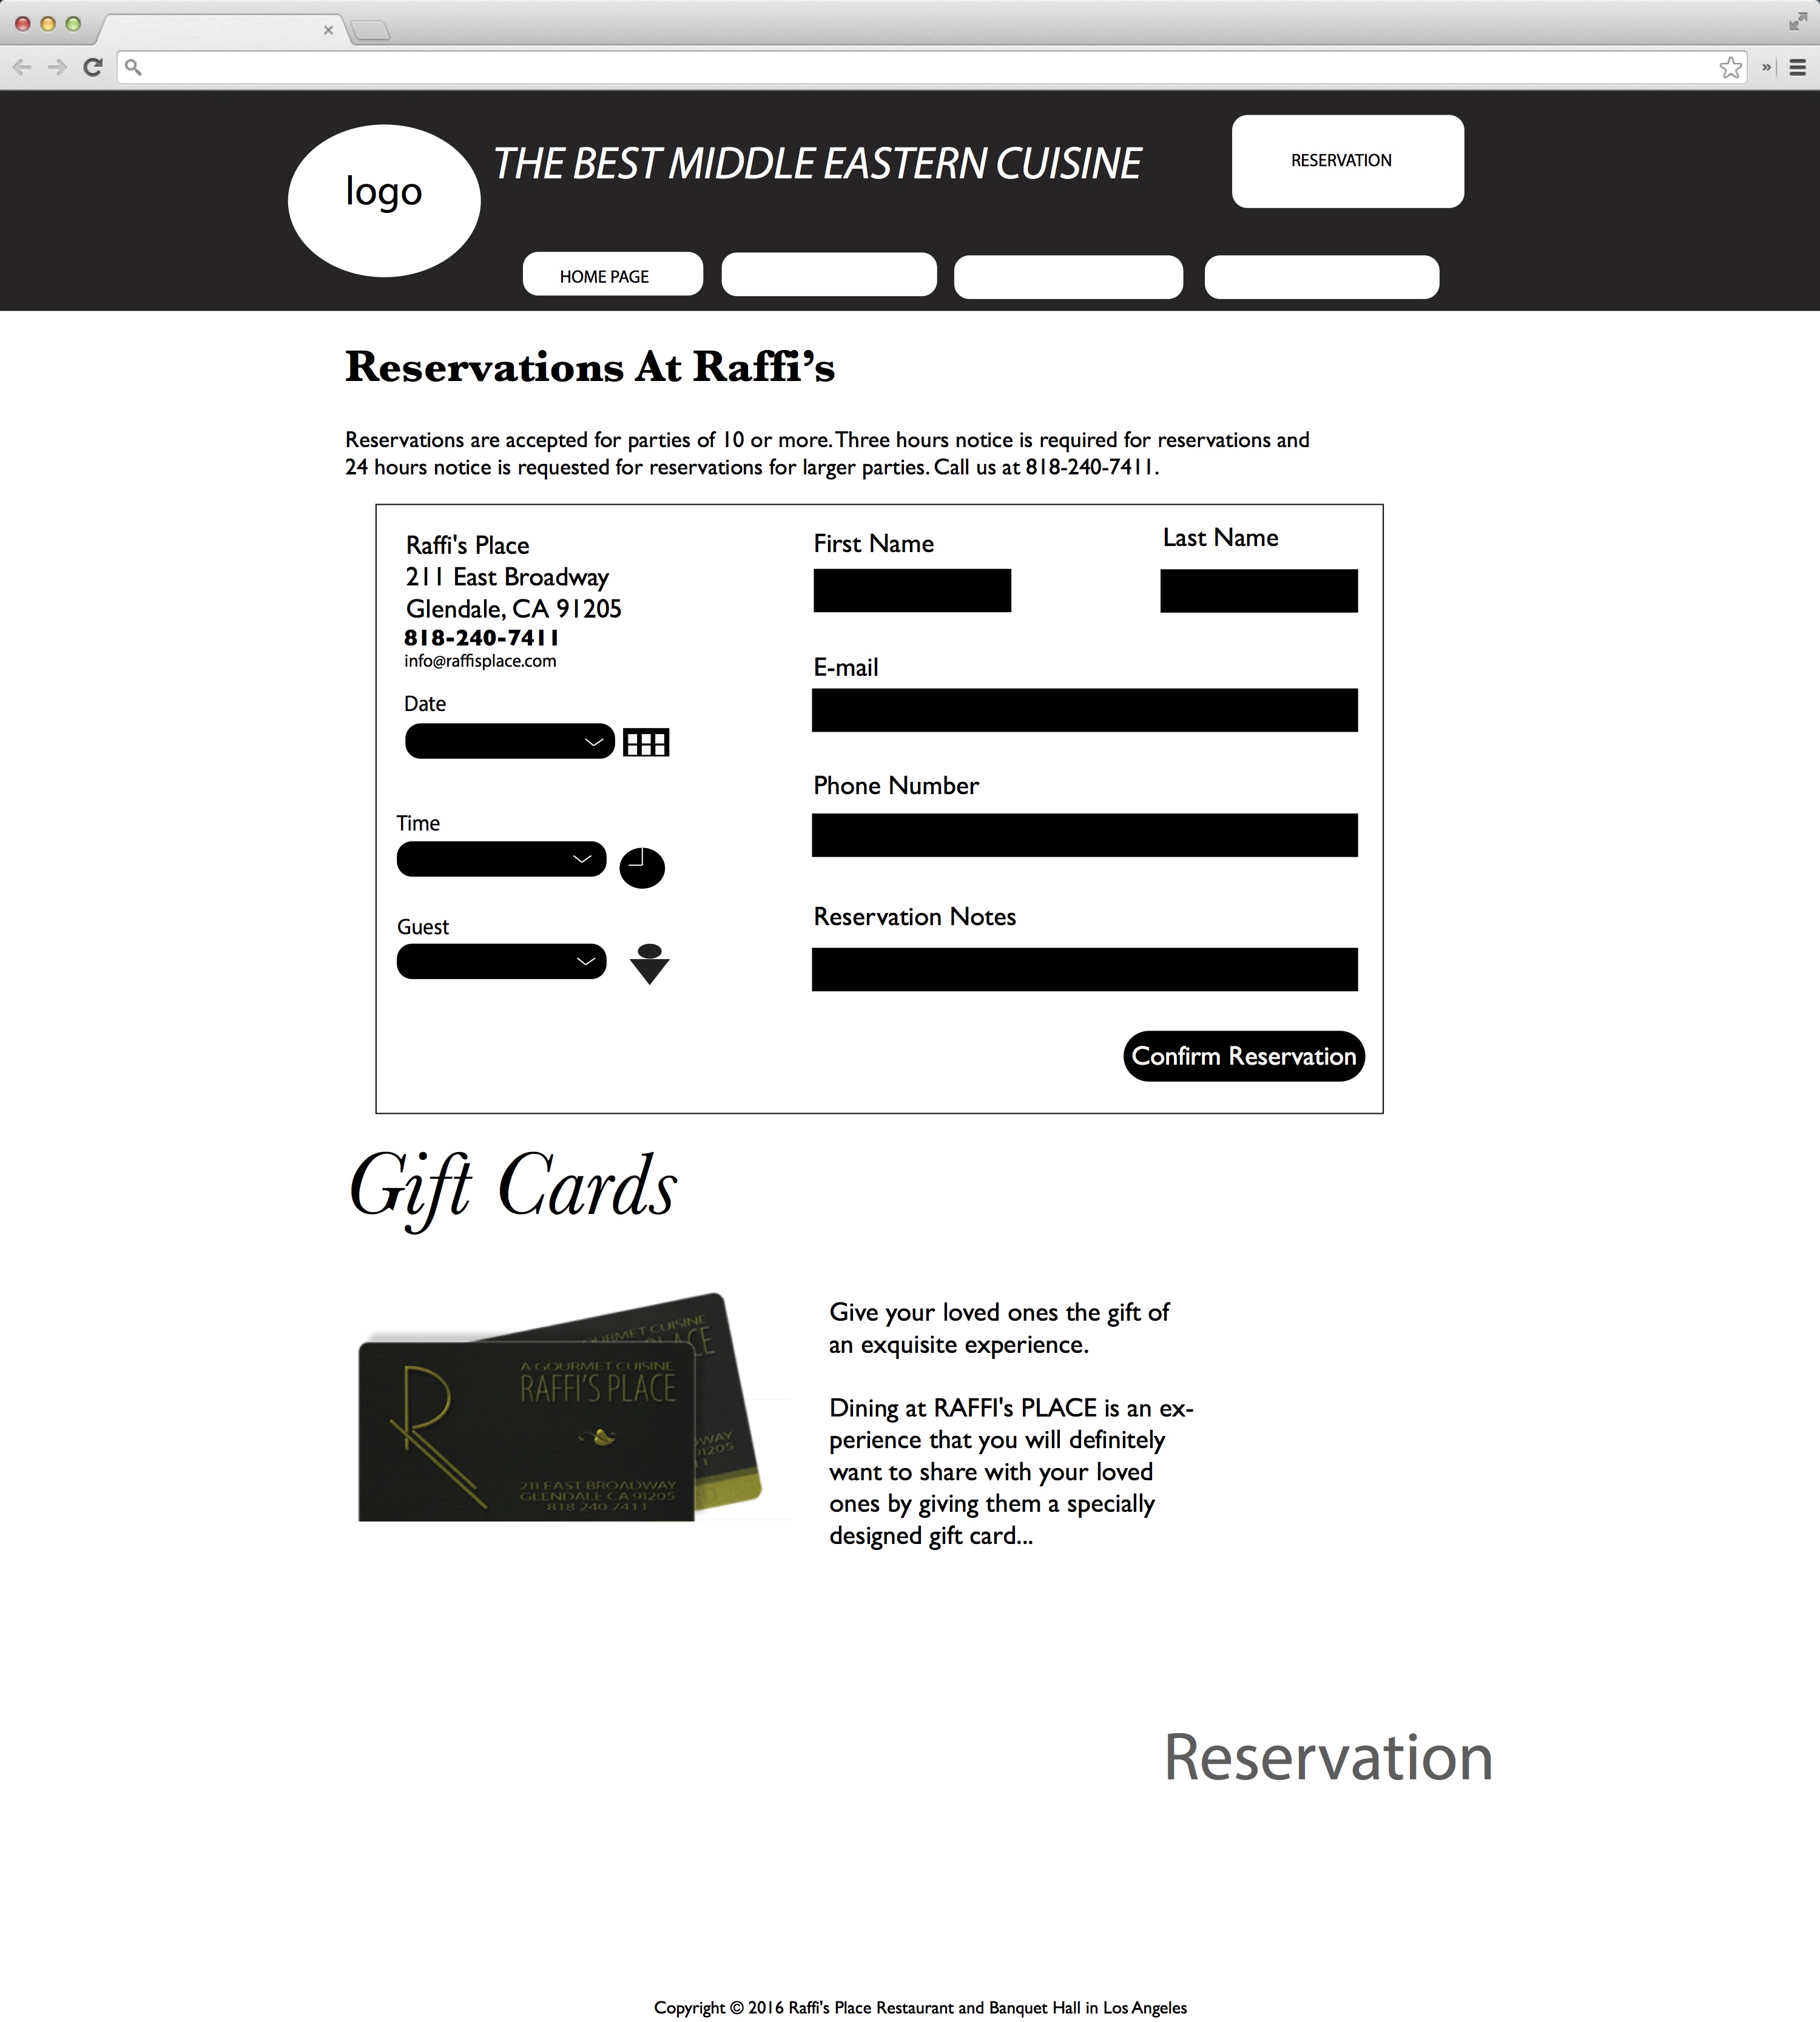 logo
THE BEST MIDDLE EASTERN CUISINE
RESERVATION
HOME PAGE
Reservations At Raffi’s
Reservations are accepted for parties of 10 or more. Three hours notice is required for reservations and
24 hours notice is requested for reservations for larger parties. Call us at 818-240-7411.
Raffi's Place
211 East Broadway
Glendale, CA 91205
818-240-7411
info@raffisplace.com
Date
Time
Guest
First Name
Last Name
E-mail
Phone Number
Reservation Notes
Confirm Reservation
Gift Cards
A GOURMET CUISINE
RAFFI'S PLACE
211 EAST BROADWAY
GLENDALE CA 91205
818 240 7411
Give your loved ones the gift of
an exquisite experience.
Dining at RAFFI's PLACE is an ex-
perience that you will definitely
want to share with your loved
ones by giving them a specially
designed gift card...
Reservation
Copyright © 2016 Raffi's Place Restaurant and Banquet Hall in Los Angeles